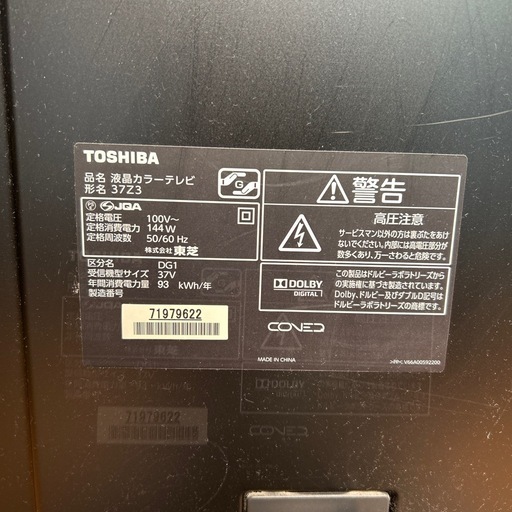 TOSHIBA
品名 液晶カラーテレビ
形名 37Z3
G
JQA
定格電圧 100V~
定格消費電力 144W
定格周波数 50/60 Hz
株式会社 東芝
区分名 DG1
受信機型サイズ 37V
年間消費電力量 93 kWh/年
製造番号
71979622
警告
高圧注意
サービスマン以外の方は裏ぶたをあけ
ないでください。内部には高電圧部分が
数多くあり、万一さわると危険です。
DOLBY
DIGITAL
この製品はドルビーラボラトリーズから
の実施権に基づき製造されています。
Dolby、ドルビー及びダブルD記号は
ドルビーラボラトリーズの商標です。
MADE IN CHINA
71979622